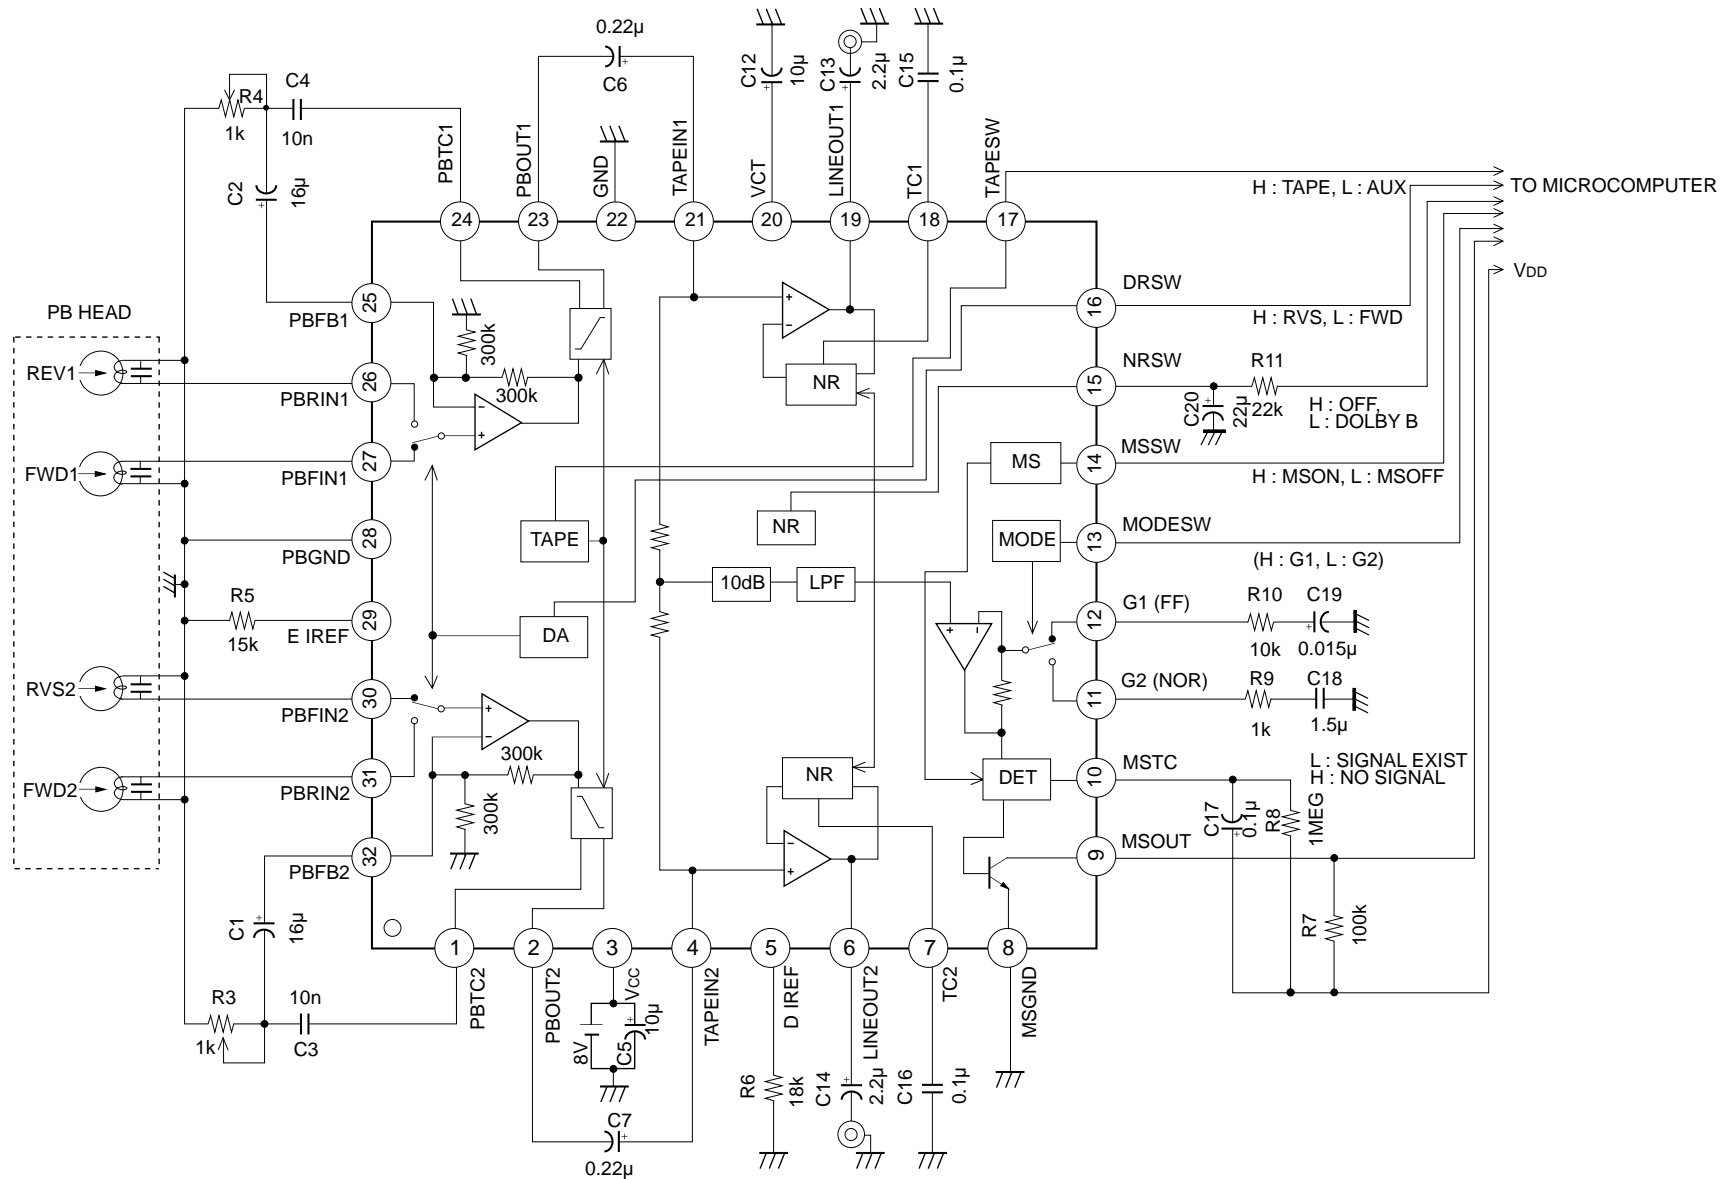 0.22µ
C6
C12
10µ
C13
2.2µ
C15
0.1µ
R4
1k
C4
10n
C2
16µ
PBTC1
PBOUT1
GND
TAPEIN1
VCT
LINEOUT1
TC1
TAPESW
H : TAPE, L : AUX
TO MICROCOMPUTER
VDD
24
23
22
21
20
19
18
17
PB HEAD
REV1
FWD1
RVS2
FWD2
25
PBFB1
26
PBRIN1
27
PBFIN1
28
PBGND
R5
15k
29
E IREF
30
PBFIN2
31
PBRIN2
32
PBFB2
300k
300k
−
+
TAPE
DA
+
−
300k
300k
+
−
NR
NR
10dB
LPF
MS
MODE
+
−
DET
NR
−
+
16
DRSW
H : RVS, L : FWD
15
NRSW
R11
22k
C20
22µ
H : OFF,
L : DOLBY B
14
MSSW
H : MSON, L : MSOFF
13
MODESW
(H : G1, L : G2)
12
G1 (FF)
R10
10k
C19
0.015µ
11
G2 (NOR)
R9
1k
C18
1.5µ
10
MSTC
L : SIGNAL EXIST
H : NO SIGNAL
C17
0.1µ
R8
1MEG
9
MSOUT
R7
100k
C1
16µ
R3
1k
10n
C3
1
2
3
4
5
6
7
8
PBTC2
PBOUT2
VCC
TAPEIN2
D IREF
LINEOUT2
TC2
MSGND
8V
C5
10µ
C7
0.22µ
R6
18k
C14
2.2µ
C16
0.1µ